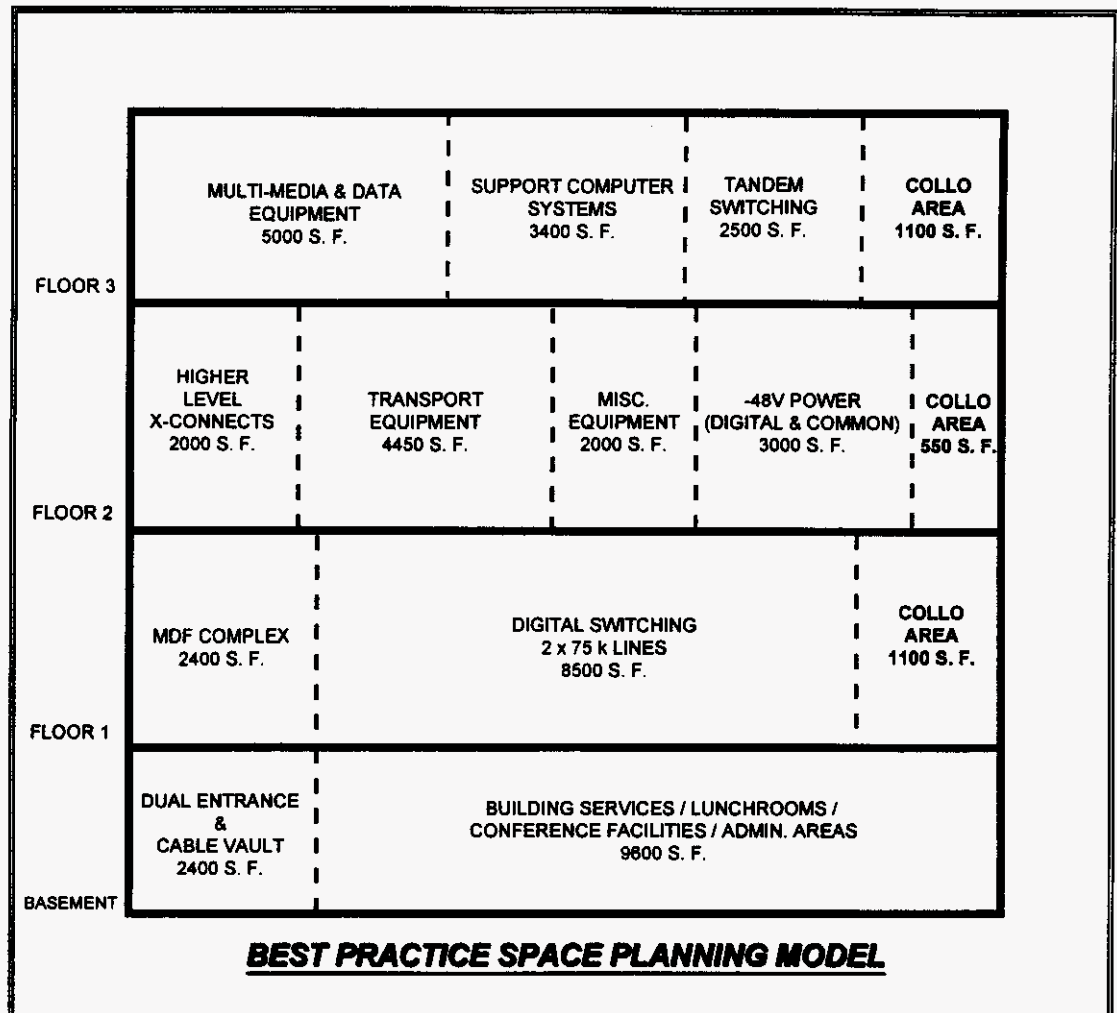 MULTI-MEDIA & DATA
EQUIPMENT
5000 S. F.
SUPPORT COMPUTER
SYSTEMS
3400 S. F.
TANDEM
SWITCHING
2500 S. F.
COLLO
AREA
1100 S. F.
FLOOR 3
HIGHER
LEVEL
X-CONNECTS
2000 S. F.
TRANSPORT
EQUIPMENT
4450 S. F.
MISC.
EQUIPMENT
2000 S. F.
-48V POWER
(DIGITAL & COMMON)
3000 S. F.
COLLO
AREA
550 S. F.
FLOOR 2
MDF COMPLEX
2400 S. F.
DIGITAL SWITCHING
2 x 75 k LINES
8500 S. F.
COLLO
AREA
1100 S. F.
FLOOR 1
DUAL ENTRANCE
&
CABLE VAULT
2400 S. F.
BUILDING SERVICES / LUNCHROOMS /
CONFERENCE FACILITIES / ADMIN. AREAS
9600 S. F.
BASEMENT
BEST PRACTICE SPACE PLANNING MODEL